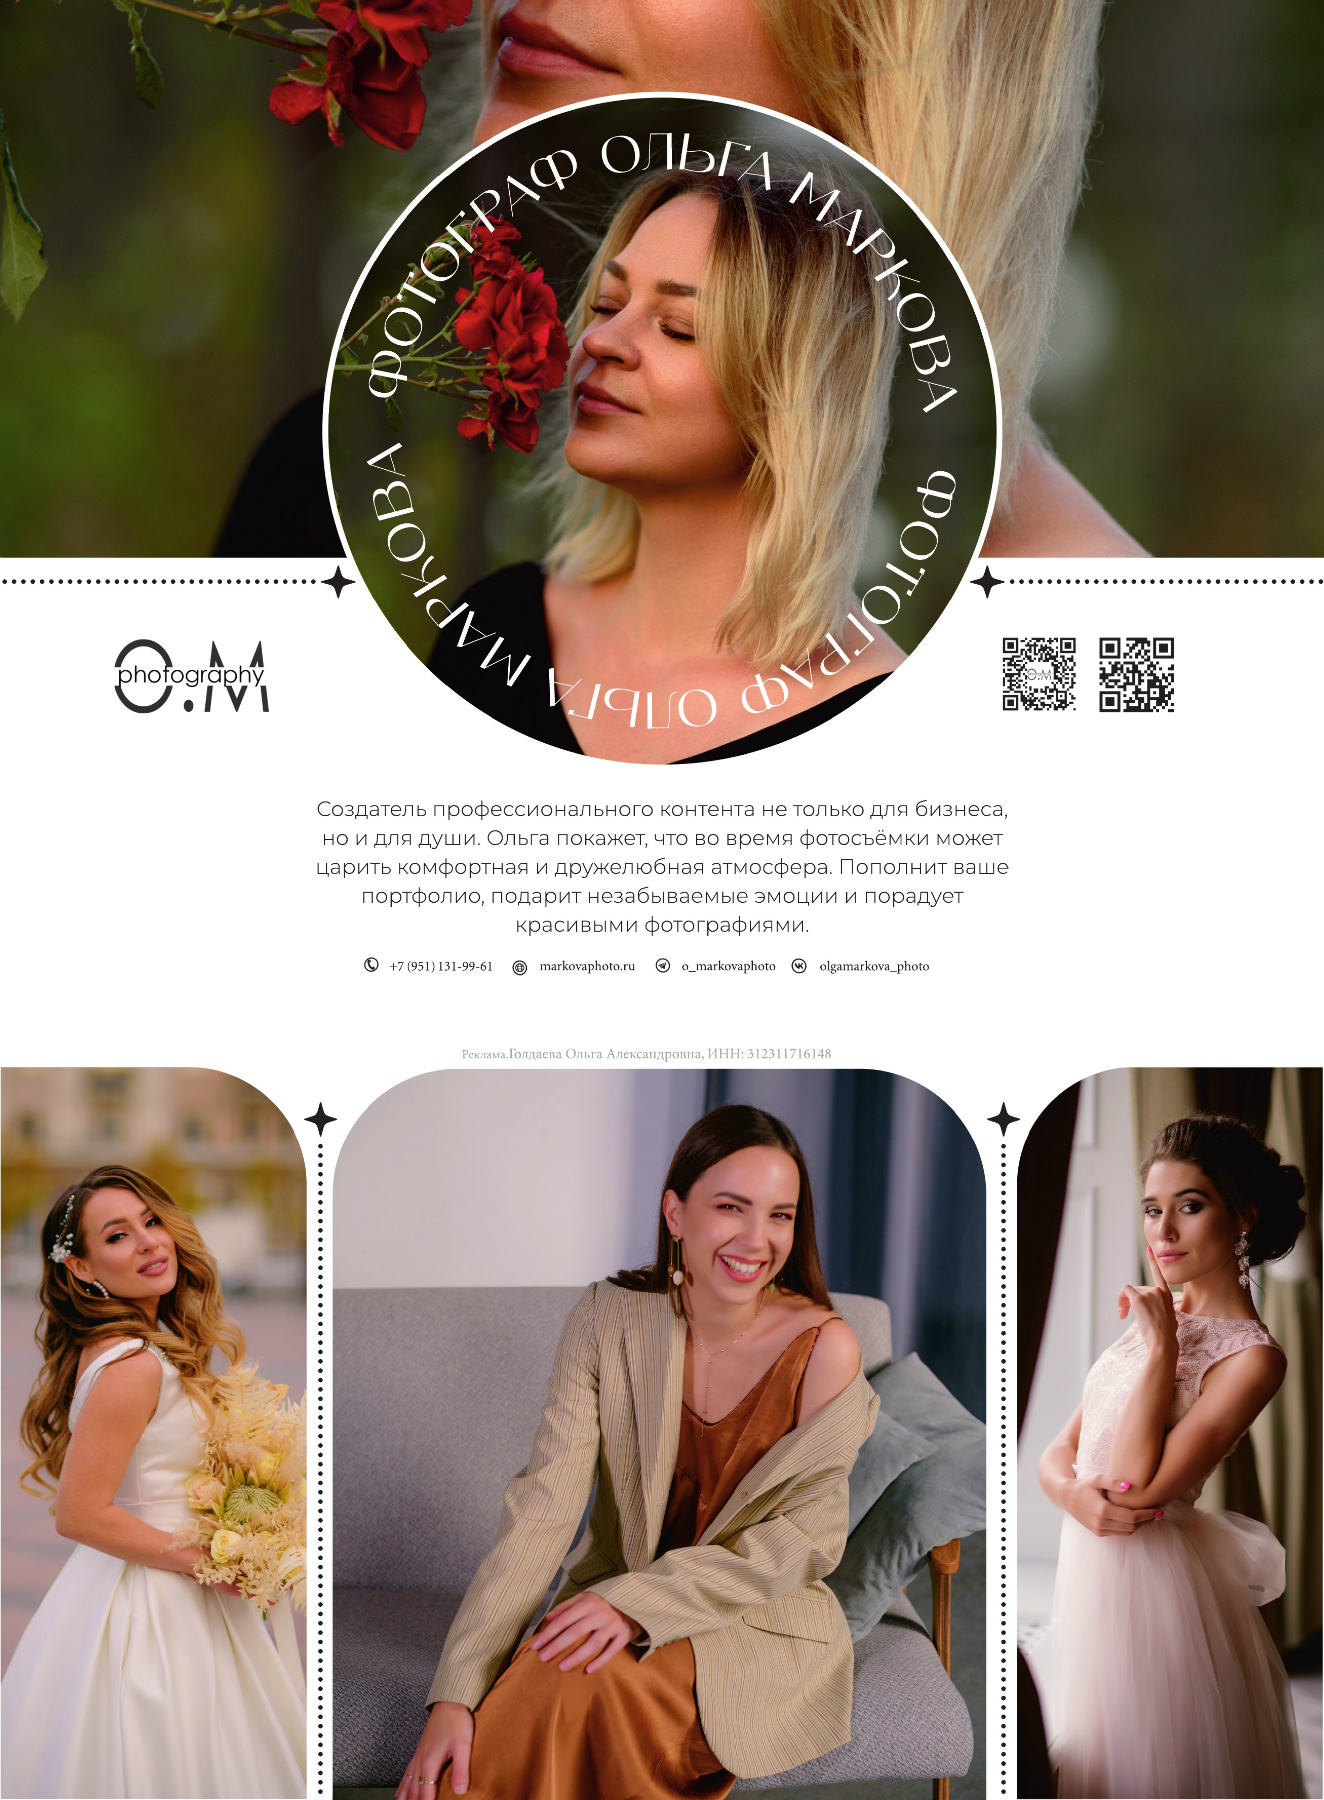 ФОТОГРАФ ОЛЬГА МАРКОВА
ФОТОГРАФ ОЛЬГА МАРКОВА
O.M
photography
O.M
Создатель профессионального контента не только для бизнеса,
но и для души. Ольга покажет, что во время фотосъёмки может
царить комфортная и дружелюбная атмосфера. Пополнит ваше
портфолио, подарит незабываемые эмоции и порадует
красивыми фотографиями.
+7 (951) 131-99-61 markovaphoto.ru o_markovaphoto olgamarkova_photo
Реклама.Голдаева Ольга Александровна, ИНН: 312311716148